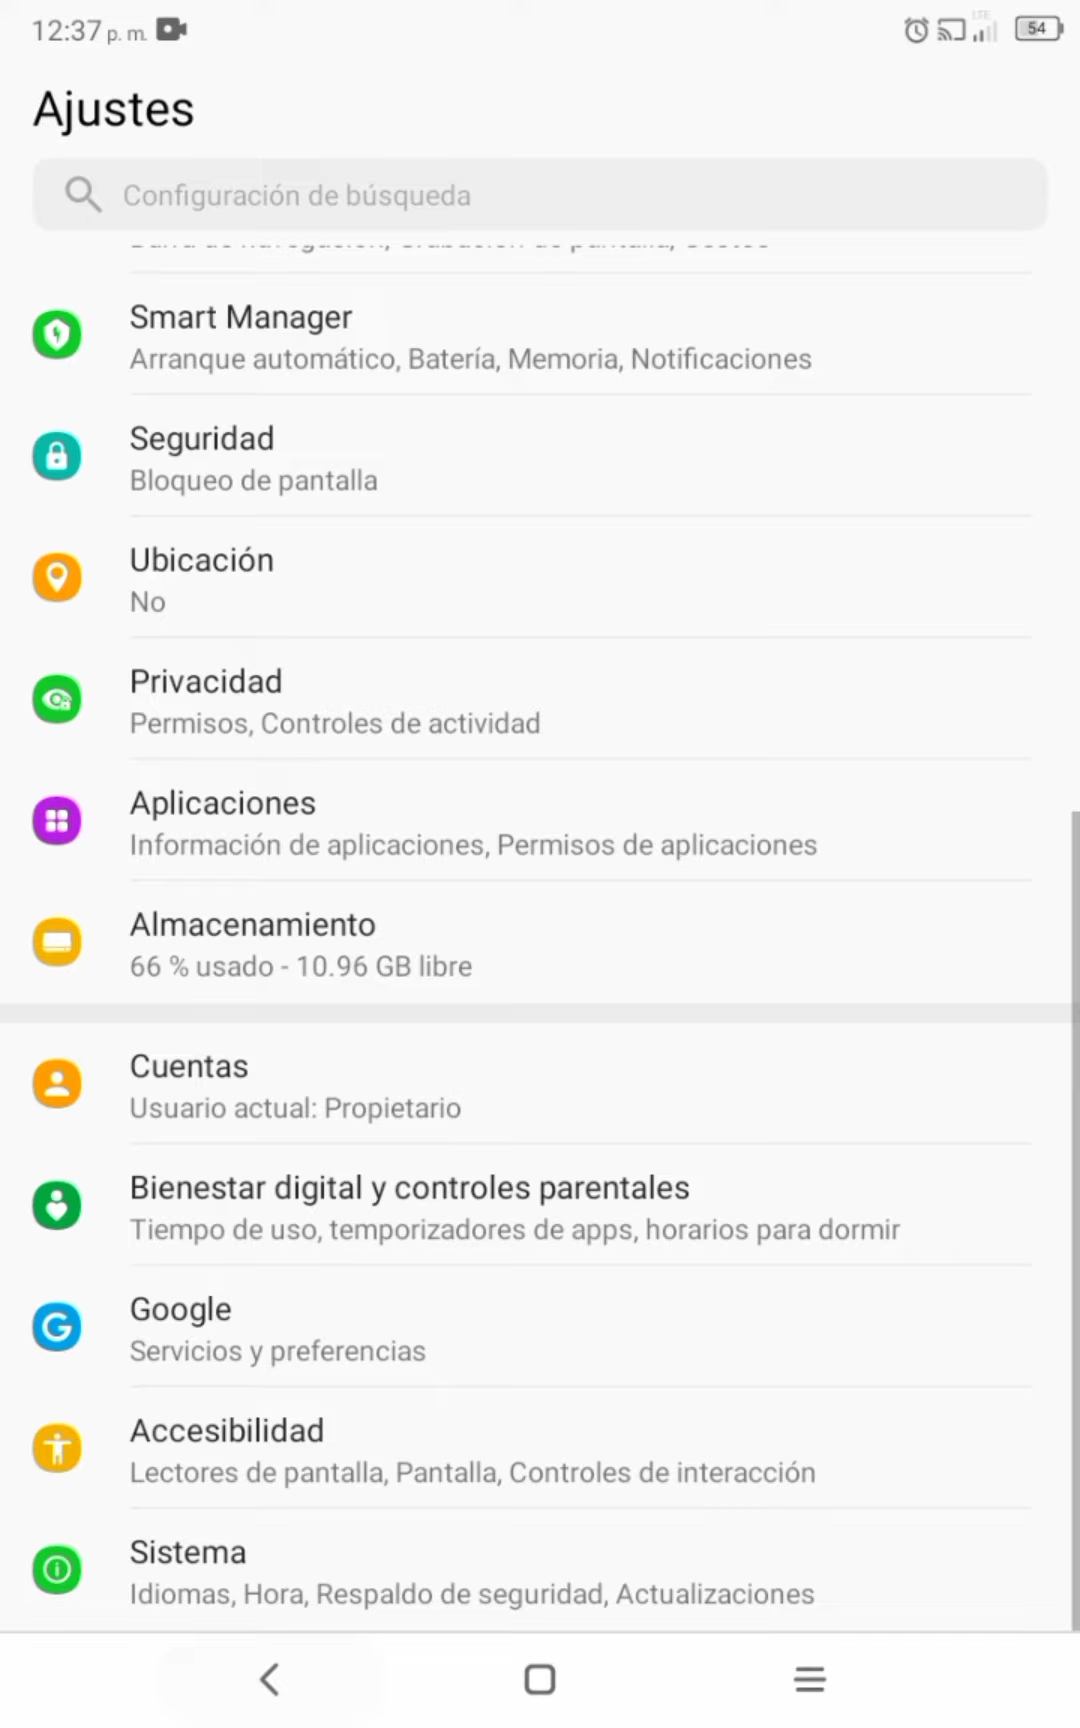 12:37 p. m.
LTE
54
Ajustes
Configuración de búsqueda
Smart Manager
Arranque automático, Batería, Memoria, Notificaciones
Seguridad
Bloqueo de pantalla
Ubicación
No
Privacidad
Permisos, Controles de actividad
Aplicaciones
Información de aplicaciones, Permisos de aplicaciones
Almacenamiento
66 % usado - 10.96 GB libre
Cuentas
Usuario actual: Propietario
Bienestar digital y controles parentales
Tiempo de uso, temporizadores de apps, horarios para dormir
Google
Servicios y preferencias
Accesibilidad
Lectores de pantalla, Pantalla, Controles de interacción
Sistema
Idiomas, Hora, Respaldo de seguridad, Actualizaciones